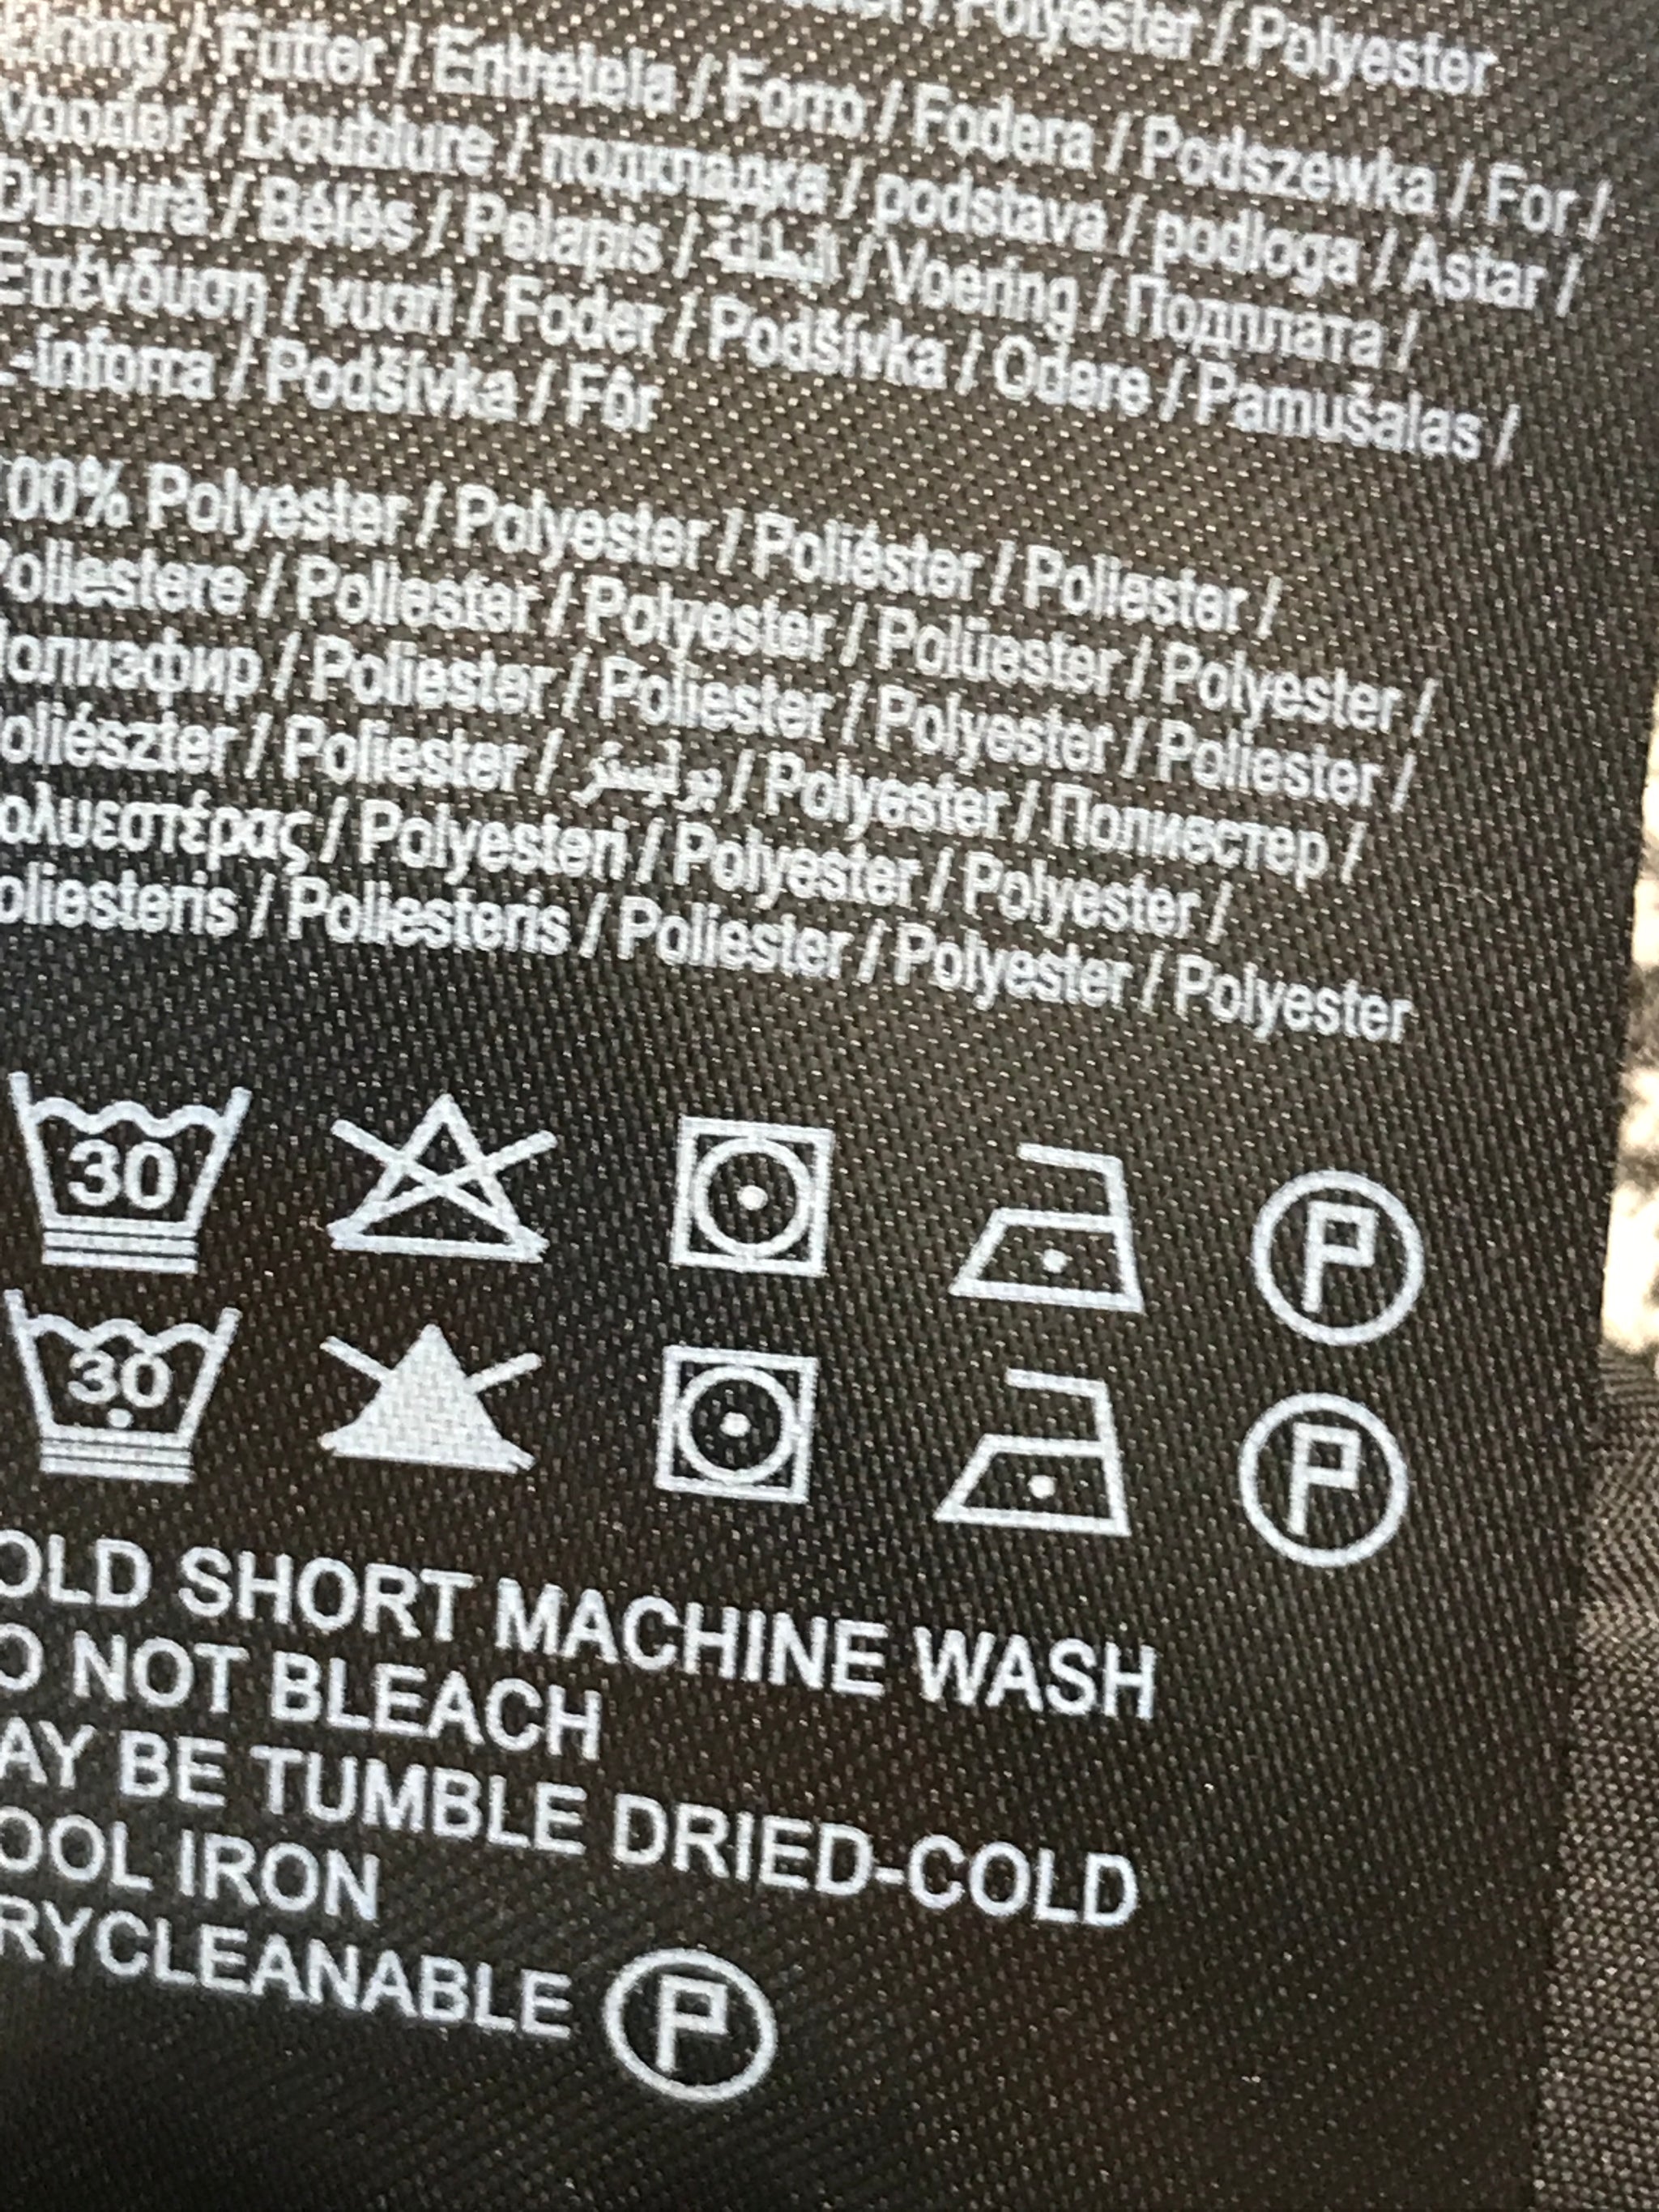 Polyester / Polyester
/ Futter / Entretela / Forro / Fodera / Podszewka / For /
/ Doublure / подкладка / podstava / podloga / Astar /
/ Bélés / Pelapis / البطانة / Voering / Подплата /
Επένδυση / vuori / Foder / Podšívka / Odere / Pamušalas /
-inforra / Podšívka / Fôr
00% Polyester / Polyester / Poliéster / Poliester /
oliestere / Poliester / Polyester / Polüester / Polyester /
олиэфир / Poliester / Poliester / Polyester / Poliester /
oliészter / Poliester / بوليستر / Polyester / Полиестер /
ολυεστέρας / Polyesteri / Polyester / Polyester /
oliesteris / Poliesteris / Poliester / Polyester / Polyester
30 P
30 P
OLD SHORT MACHINE WASH
O NOT BLEACH
AY BE TUMBLE DRIED-COLD
OOL IRON
RYCLEANABLE P